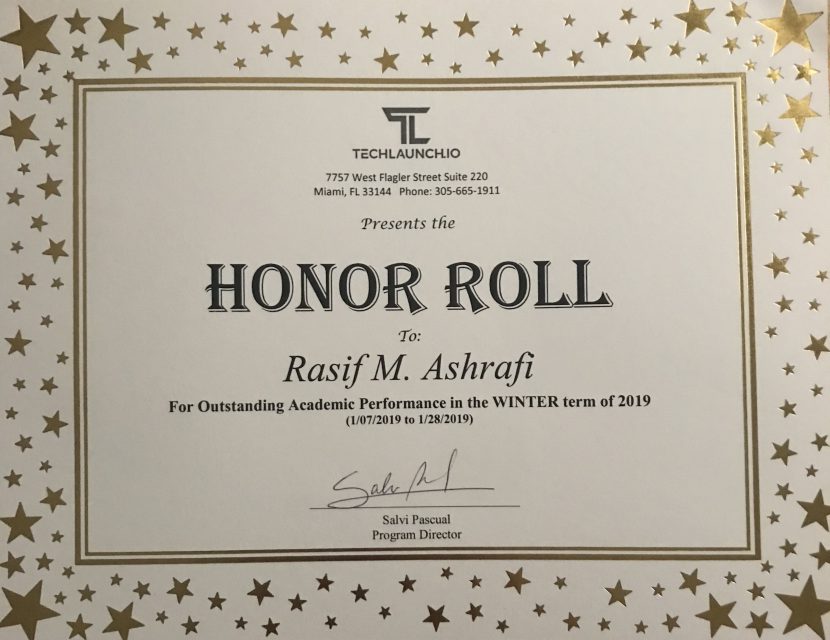 TL
TECHLAUNCH.IO
7757 West Flagler Street Suite 220
Miami, FL 33144 Phone: 305-665-1911
Presents the
HONOR ROLL
To:
Rasif M. Ashrafi
For Outstanding Academic Performance in the WINTER term of 2019
(1/07/2019 to 1/28/2019)
Salvi Pascual
Program Director